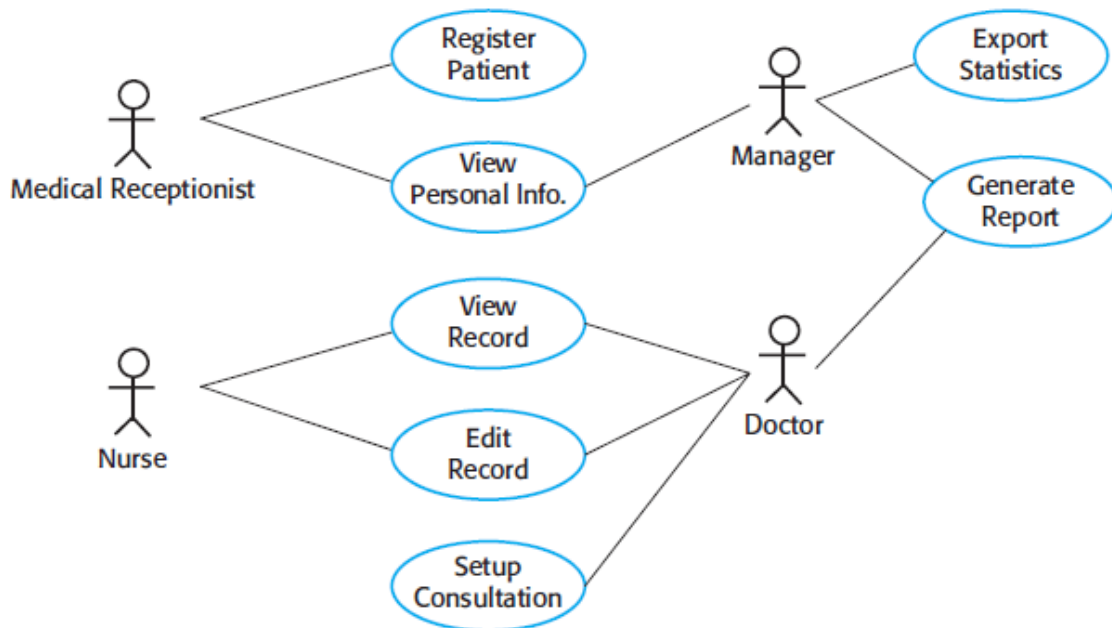 Register
Patient
Export
Statistics
Medical Receptionist
Manager
View
Personal Info.
Generate
Report
View
Record
Nurse
Doctor
Edit
Record
Setup
Consultation